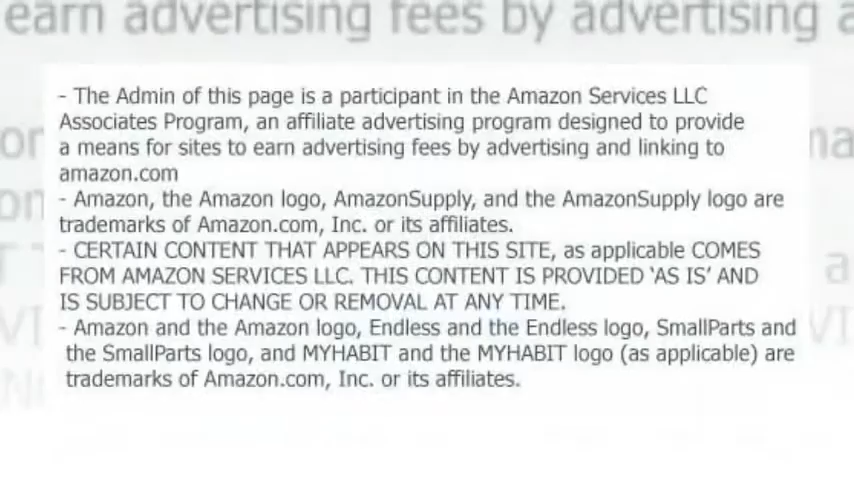 earn advertising fees by advertising a
- The Admin of this page is a participant in the Amazon Services LLC
Associates Program, an affiliate advertising program designed to provide
a means for sites to earn advertising fees by advertising and linking to
amazon.com
- Amazon, the Amazon logo, AmazonSupply, and the AmazonSupply logo are
trademarks of Amazon.com, Inc. or its affiliates.
- CERTAIN CONTENT THAT APPEARS ON THIS SITE, as applicable COMES
FROM AMAZON SERVICES LLC. THIS CONTENT IS PROVIDED ‘AS IS’ AND
IS SUBJECT TO CHANGE OR REMOVAL AT ANY TIME.
- Amazon and the Amazon logo, Endless and the Endless logo, SmallParts and
the SmallParts logo, and MYHABIT and the MYHABIT logo (as applicable) are
trademarks of Amazon.com, Inc. or its affiliates.